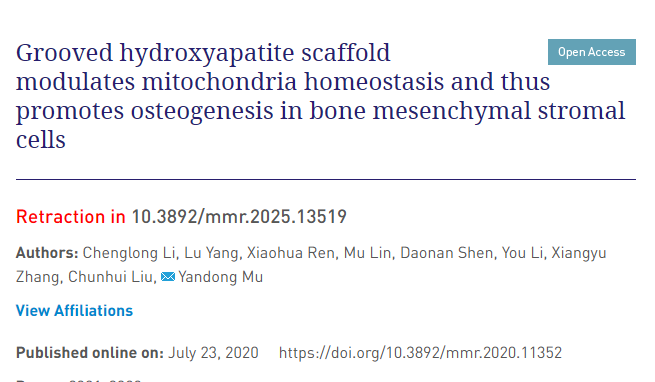 Grooved hydroxyapatite scaffold
Open Access
modulates mitochondria homeostasis and thus
promotes osteogenesis in bone mesenchymal stromal
cells
Retraction in 10.3892/mmr.2025.13519
Authors: Chenglong Li, Lu Yang, Xiaohua Ren, Mu Lin, Daonan Shen, You Li, Xiangyu
Zhang, Chunhui Liu, Yandong Mu
View Affiliations
Published online on: July 23, 2020 https://doi.org/10.3892/mmr.2020.11352